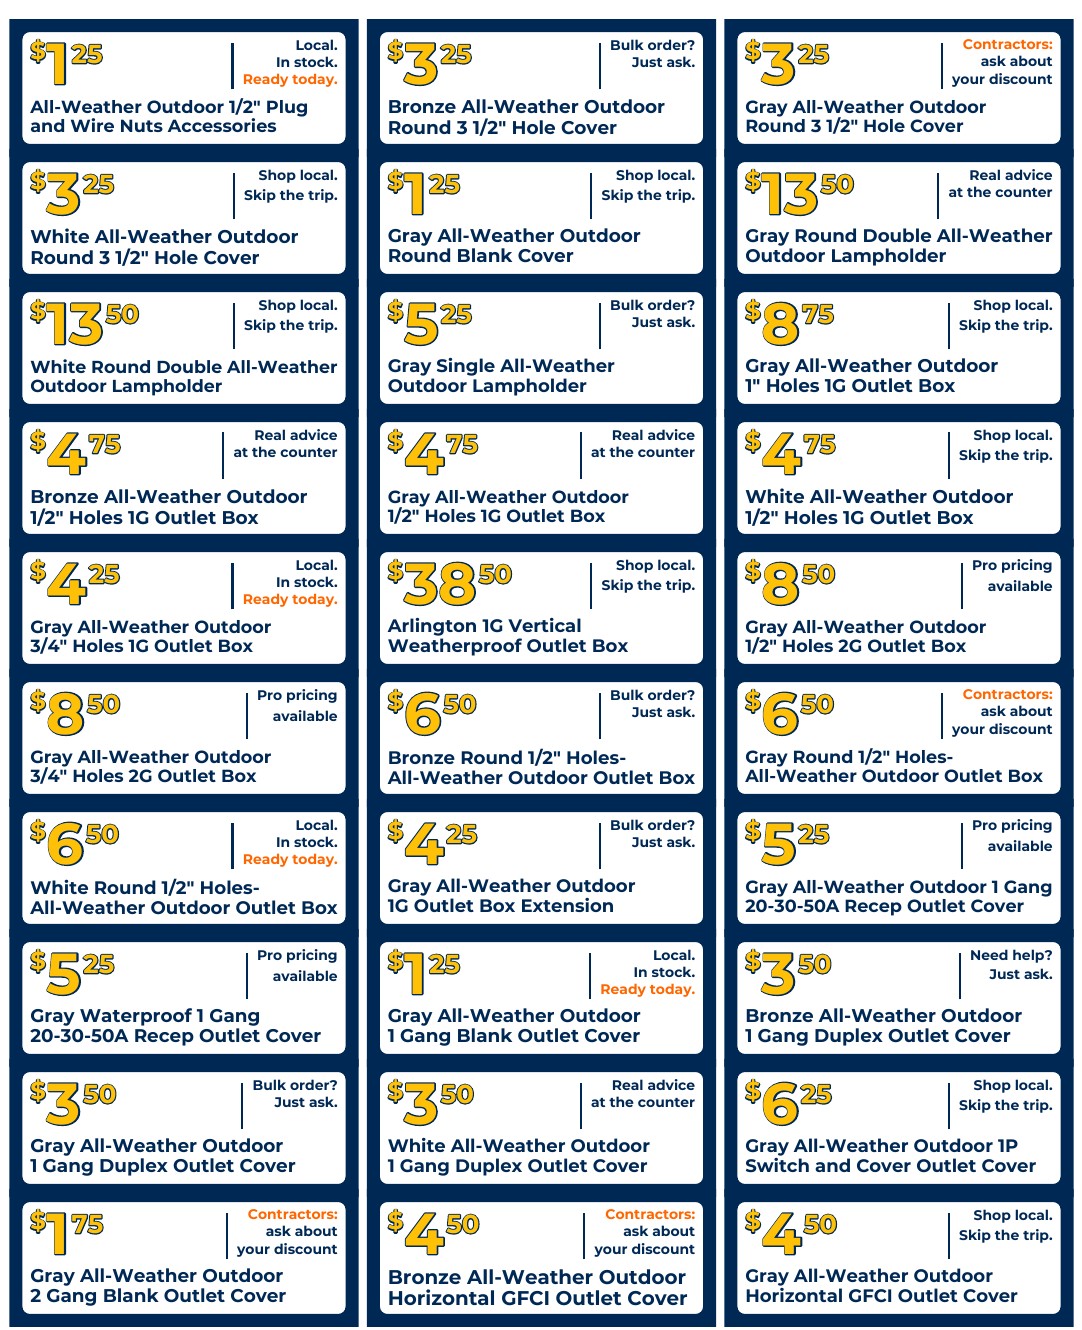 $1 25
Local.
In stock.
Ready today.
All-Weather Outdoor 1/2" Plug
and Wire Nuts Accessories
$3 25
Bulk order?
Just ask.
Bronze All-Weather Outdoor
Round 3 1/2" Hole Cover
$3 25
Contractors:
ask about
your discount
Gray All-Weather Outdoor
Round 3 1/2" Hole Cover
$3 25
Shop local.
Skip the trip.
White All-Weather Outdoor
Round 3 1/2" Hole Cover
$1 25
Shop local.
Skip the trip.
Gray All-Weather Outdoor
Round Blank Cover
$13 50
Real advice
at the counter
Gray Round Double All-Weather
Outdoor Lampholder
$13 50
Shop local.
Skip the trip.
White Round Double All-Weather
Outdoor Lampholder
$5 25
Bulk order?
Just ask.
Gray Single All-Weather
Outdoor Lampholder
$8 75
Shop local.
Skip the trip.
Gray All-Weather Outdoor
1" Holes 1G Outlet Box
$4 75
Real advice
at the counter
Bronze All-Weather Outdoor
1/2" Holes 1G Outlet Box
$4 75
Real advice
at the counter
Gray All-Weather Outdoor
1/2" Holes 1G Outlet Box
$4 75
Shop local.
Skip the trip.
White All-Weather Outdoor
1/2" Holes 1G Outlet Box
$4 25
Local.
In stock.
Ready today.
Gray All-Weather Outdoor
3/4" Holes 1G Outlet Box
$38 50
Shop local.
Skip the trip.
Arlington 1G Vertical
Weatherproof Outlet Box
$8 50
Pro pricing
available
Gray All-Weather Outdoor
1/2" Holes 2G Outlet Box
$8 50
Pro pricing
available
Gray All-Weather Outdoor
3/4" Holes 2G Outlet Box
$6 50
Bulk order?
Just ask.
Bronze Round 1/2" Holes-
All-Weather Outdoor Outlet Box
$6 50
Contractors:
ask about
your discount
Gray Round 1/2" Holes-
All-Weather Outdoor Outlet Box
$6 50
Local.
In stock.
Ready today.
White Round 1/2" Holes-
All-Weather Outdoor Outlet Box
$4 25
Bulk order?
Just ask.
Gray All-Weather Outdoor
1G Outlet Box Extension
$5 25
Pro pricing
available
Gray All-Weather Outdoor 1 Gang
20-30-50A Recep Outlet Cover
$5 25
Pro pricing
available
Gray Waterproof 1 Gang
20-30-50A Recep Outlet Cover
$1 25
Local.
In stock.
Ready today.
Gray All-Weather Outdoor
1 Gang Blank Outlet Cover
$3 50
Need help?
Just ask.
Bronze All-Weather Outdoor
1 Gang Duplex Outlet Cover
$3 50
Bulk order?
Just ask.
Gray All-Weather Outdoor
1 Gang Duplex Outlet Cover
$3 50
Real advice
at the counter
White All-Weather Outdoor
1 Gang Duplex Outlet Cover
$6 25
Shop local.
Skip the trip.
Gray All-Weather Outdoor 1P
Switch and Cover Outlet Cover
$1 75
Contractors:
ask about
your discount
Gray All-Weather Outdoor
2 Gang Blank Outlet Cover
$4 50
Contractors:
ask about
your discount
Bronze All-Weather Outdoor
Horizontal GFCI Outlet Cover
$4 50
Shop local.
Skip the trip.
Gray All-Weather Outdoor
Horizontal GFCI Outlet Cover